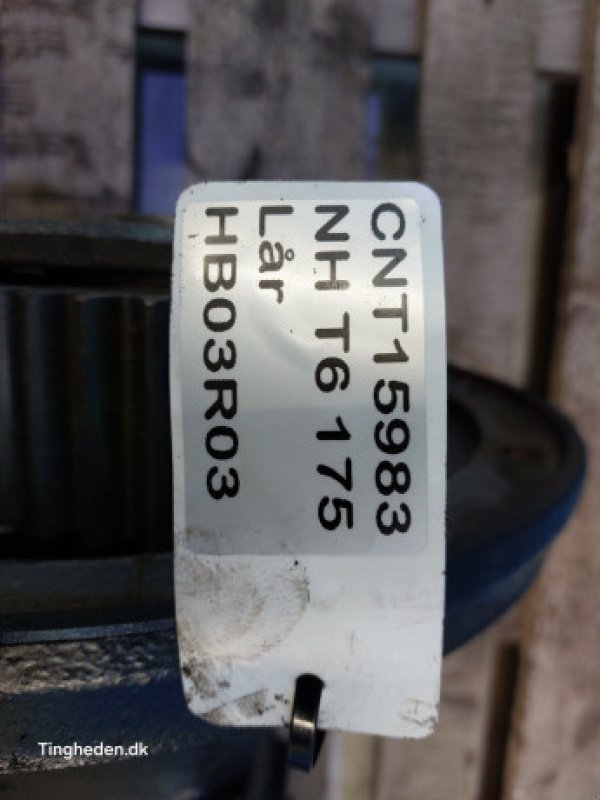 CNT15983
NH T6 175
Lår
HB03R03
Tingheden.dk